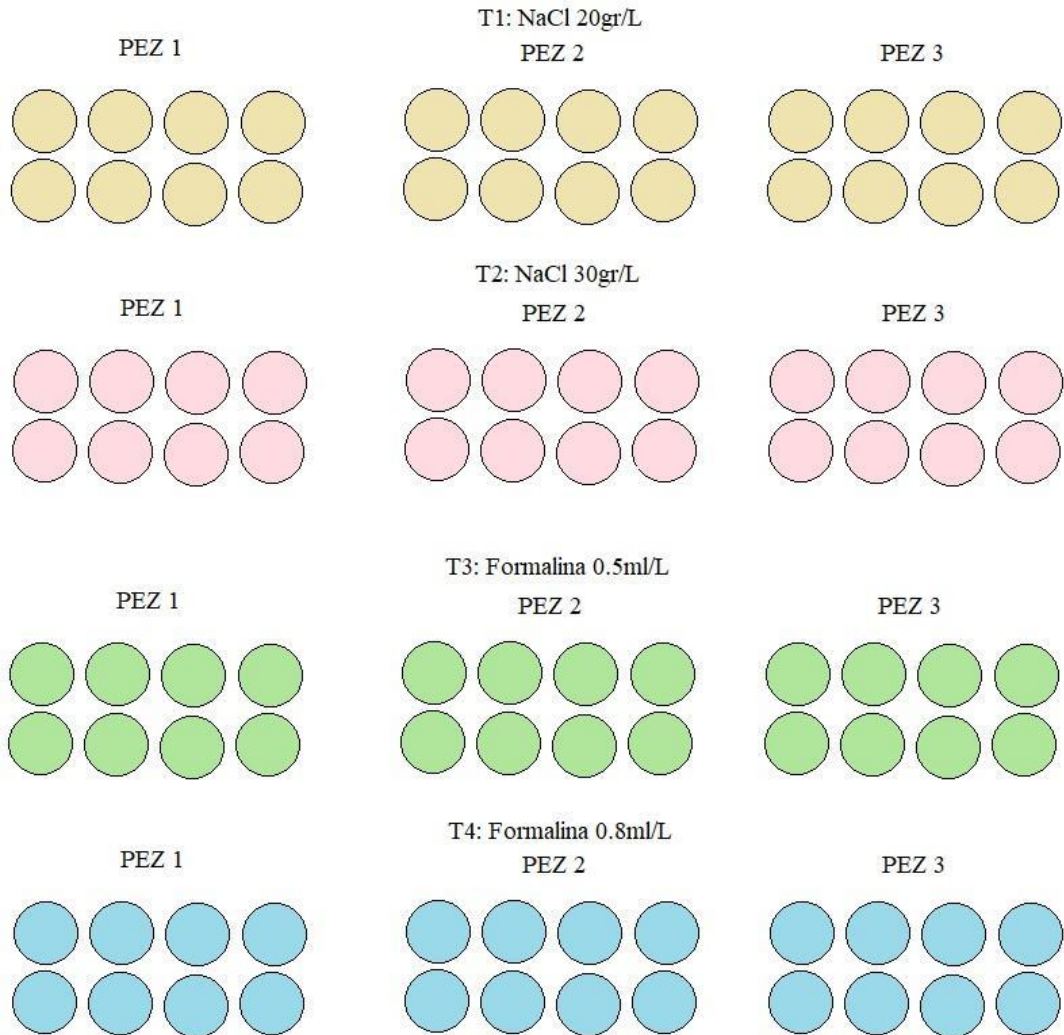 T1: NaCl 20gr/L
PEZ 1
PEZ 2
PEZ 3
T2: NaCl 30gr/L
PEZ 1
PEZ 2
PEZ 3
T3: Formalina 0.5ml/L
PEZ 1
PEZ 2
PEZ 3
T4: Formalina 0.8ml/L
PEZ 1
PEZ 2
PEZ 3